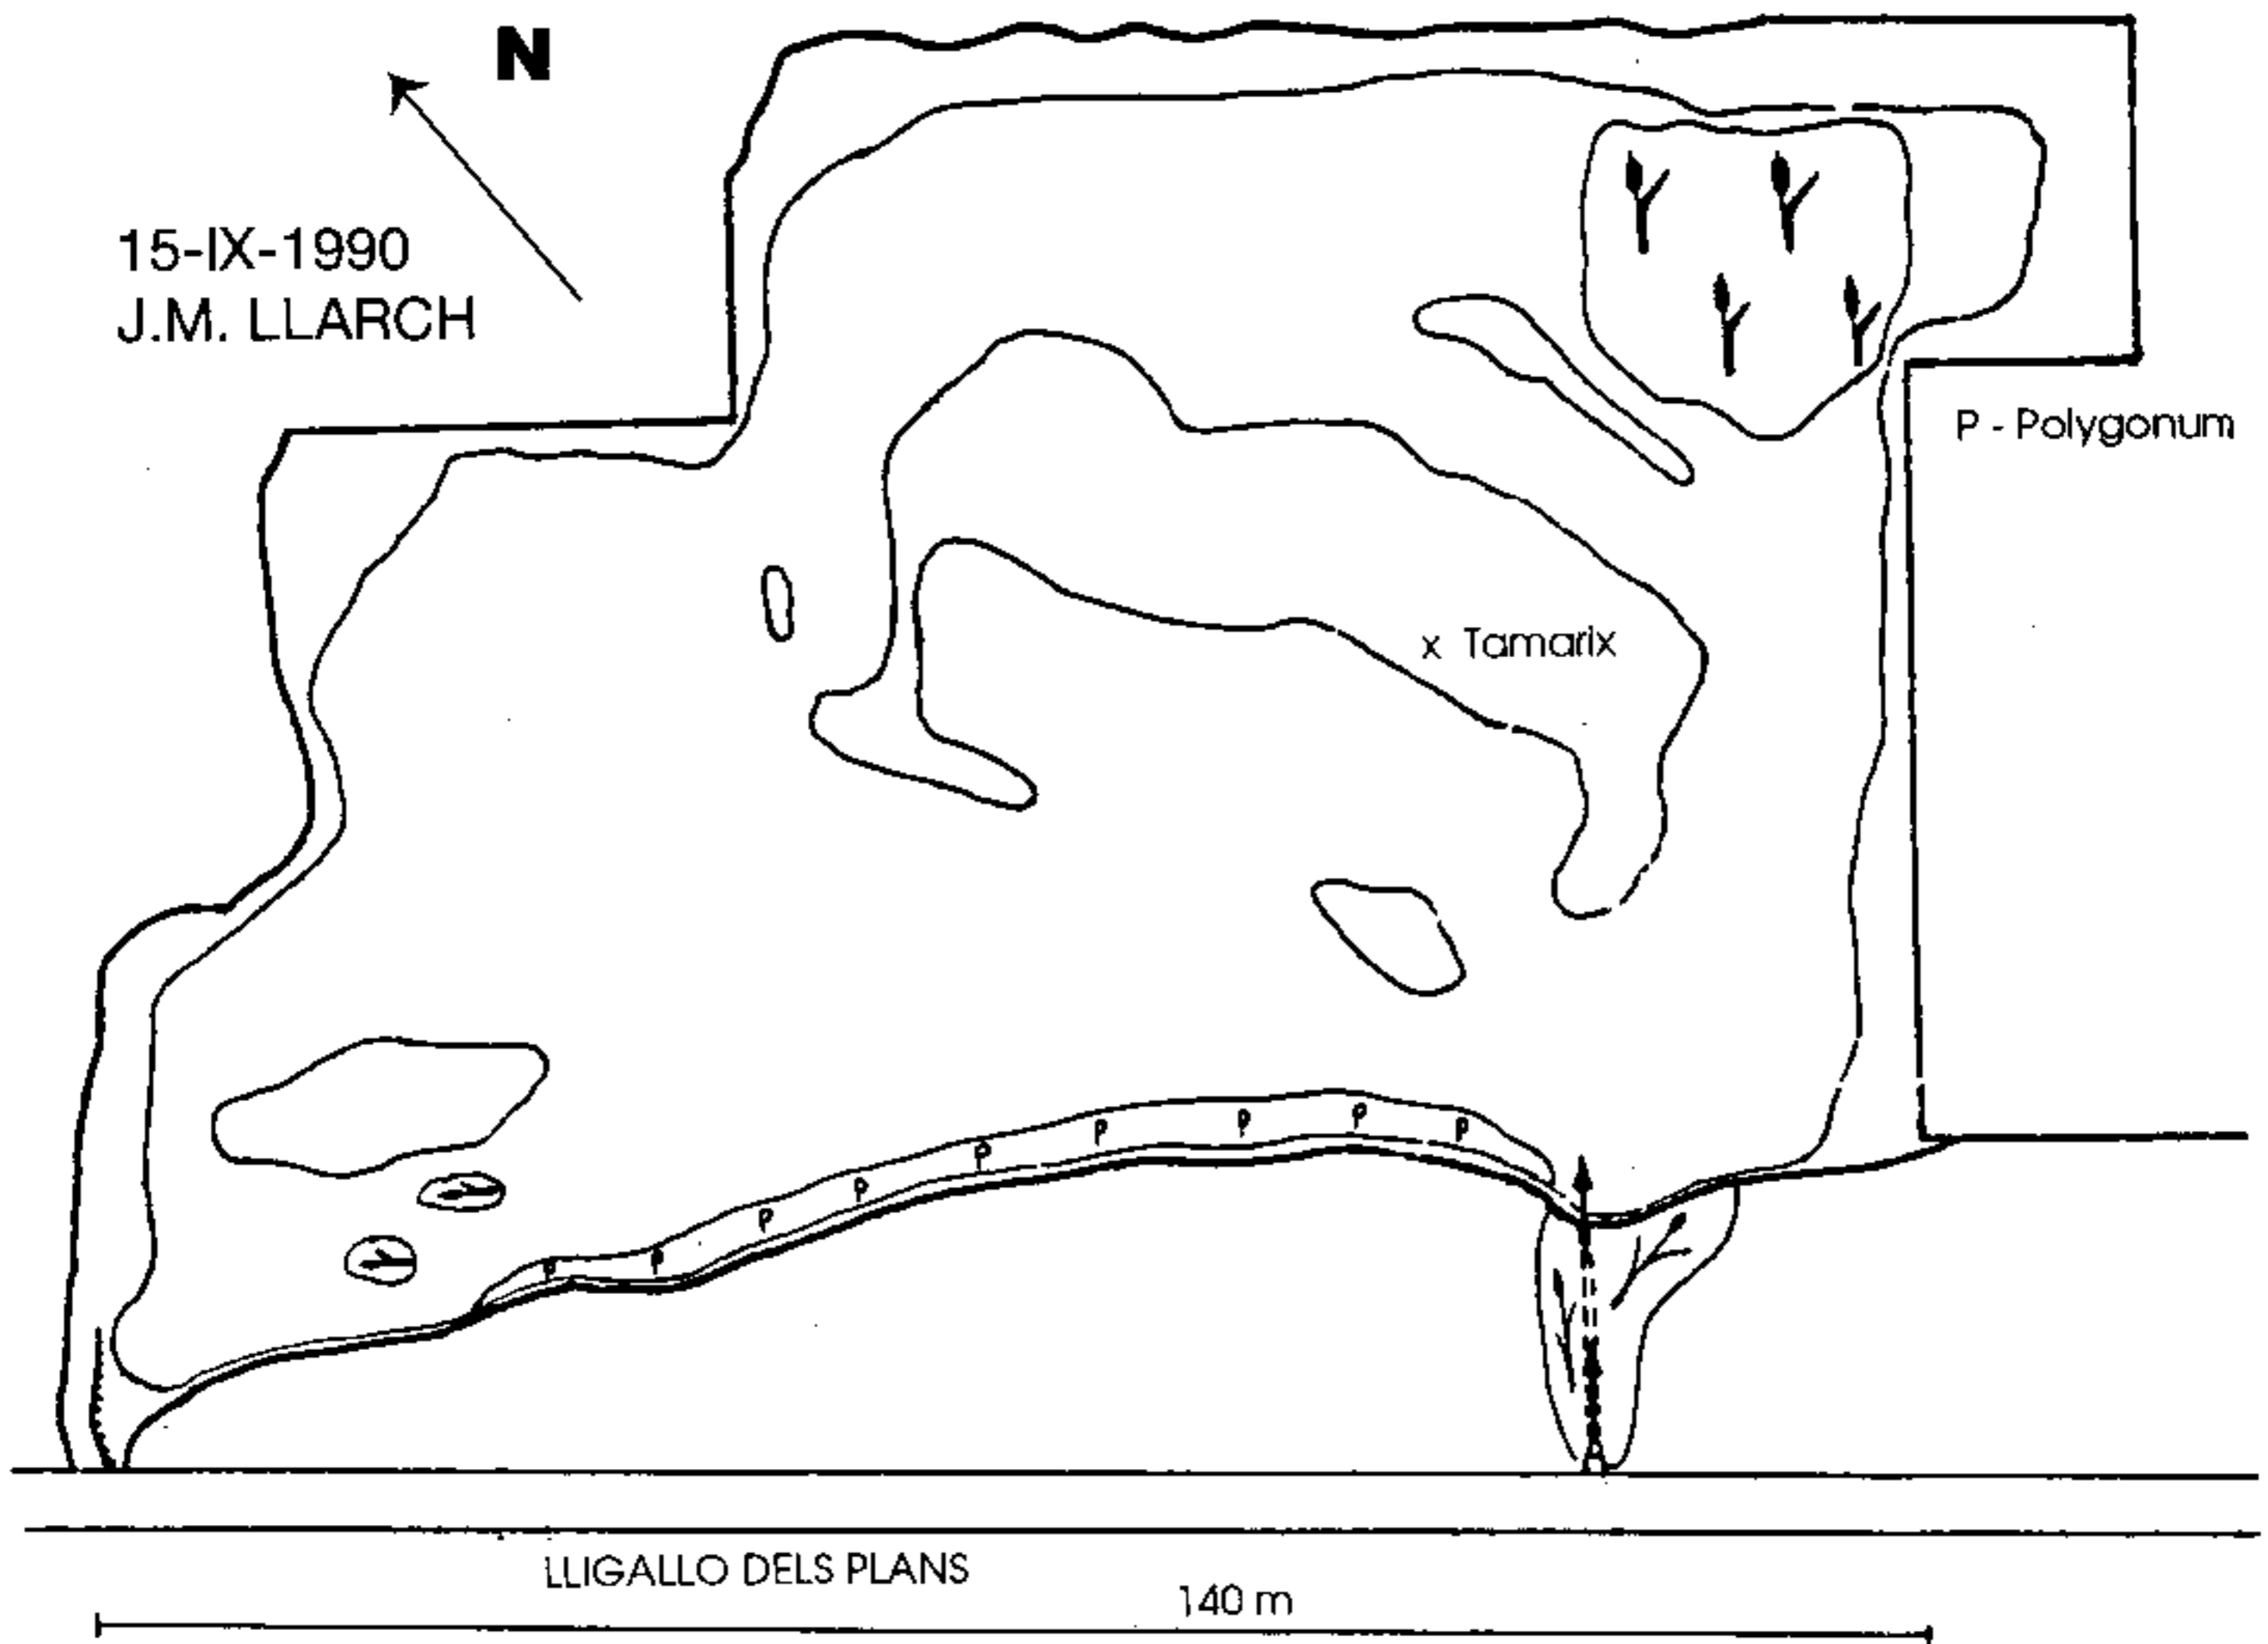 N
15-IX-1990
J.M. LLARCH
P - Polygonum
x Tamarix
P
P
P
P
P
P
P
P
P
LLIGALLO DELS PLANS
140 m